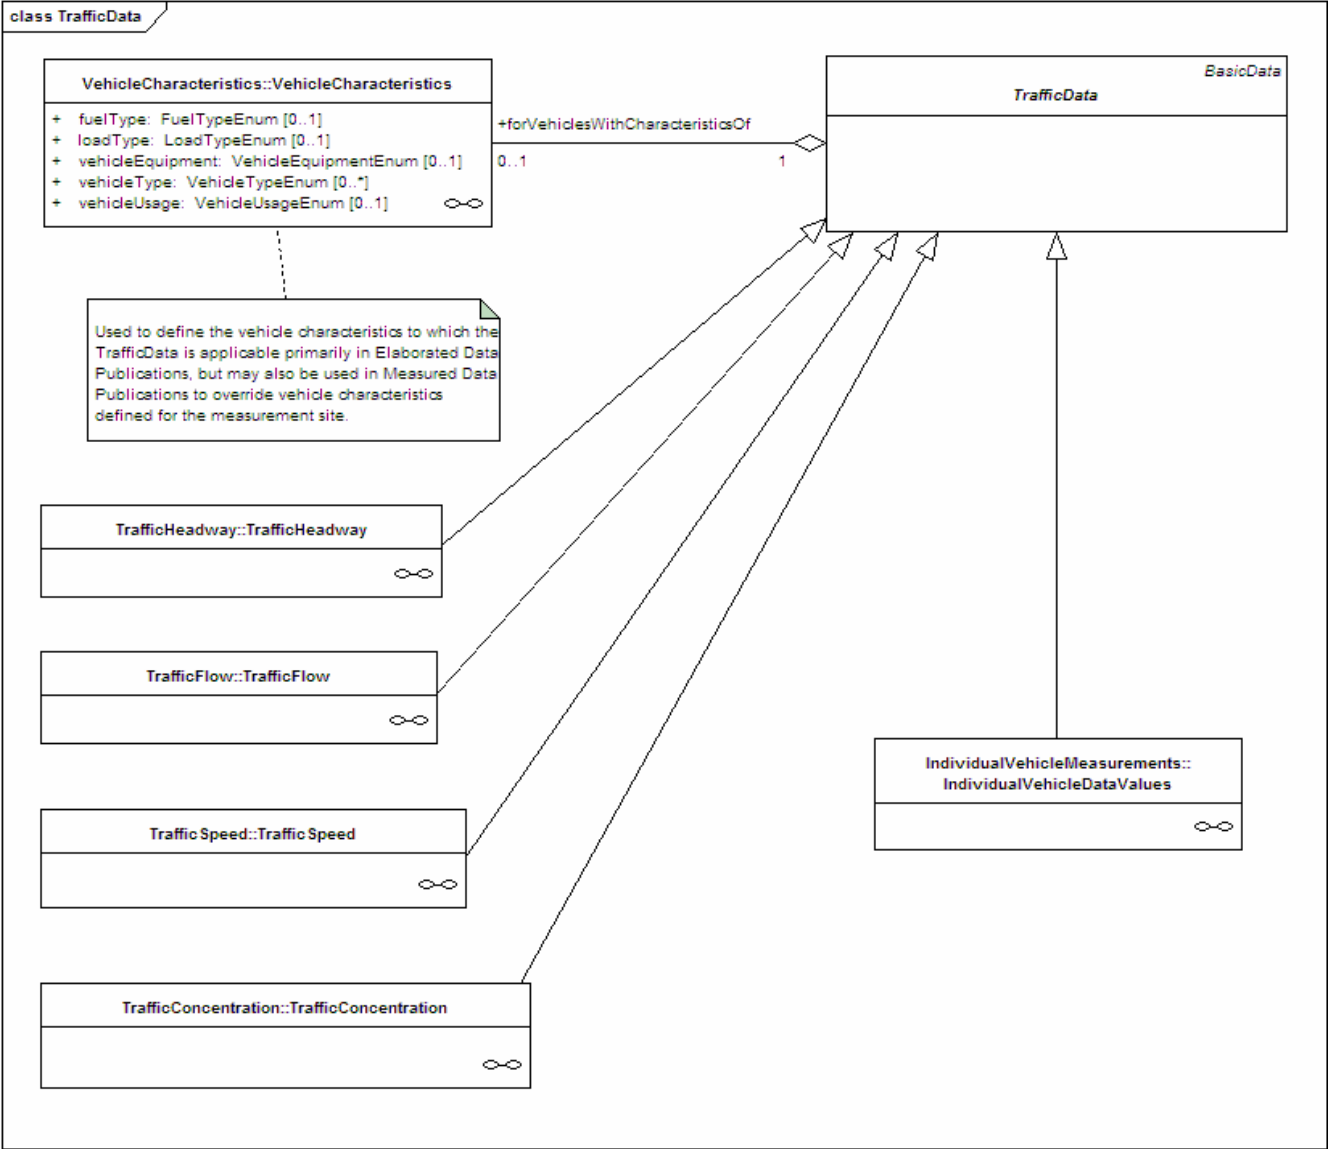 class TrafficData
VehicleCharacteristics::VehicleCharacteristics
+ fuelType: FuelTypeEnum [0..1]
+ loadType: LoadTypeEnum [0..1]
+ vehicleEquipment: VehicleEquipmentEnum [0..1]
+ vehicleType: VehicleTypeEnum [0..*]
+ vehicleUsage: VehicleUsageEnum [0..1]
+forVehiclesWithCharacteristicsOf
0..1
1
BasicData
TrafficData
Used to define the vehicle characteristics to which the
TrafficData is applicable primarily in Elaborated Data
Publications, but may also be used in Measured Data
Publications to override vehicle characteristics
defined for the measurement site.
TrafficHeadway::TrafficHeadway
TrafficFlow::TrafficFlow
TrafficSpeed::TrafficSpeed
IndividualVehicleMeasurements::
IndividualVehicleDataValues
TrafficConcentration::TrafficConcentration